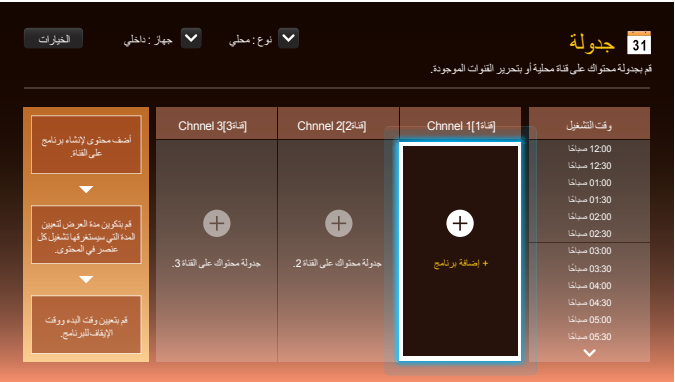 31 جدولة
نوع : محلي
جهاز : داخلي
الخيارات
قم بجدولة محتواك على قناة محلية أو بتحرير القنوات الموجودة.
وقت التشغيل
Chnnel 1[قناة1]
Chnnel 2[قناة2]
Chnnel 3[قناة3]
12:00 صباحًا
12:30 صباحًا
01:00 صباحًا
01:30 صباحًا
02:00 صباحًا
02:30 صباحًا
03:00 صباحًا
03:30 صباحًا
04:00 صباحًا
04:30 صباحًا
05:00 صباحًا
05:30 صباحًا
+ إضافة برنامج
جدولة محتواك على القناة 2.
جدولة محتواك على القناة 3.
أضف محتوى لإنشاء برنامج
على القناة.
قم بتكوين مدة العرض لتعيين
المدة التي سيستغرقها تشغيل كل
عنصر في المحتوى.
قم بتعيين وقت البدء ووقت
الإيقاف للبرنامج.